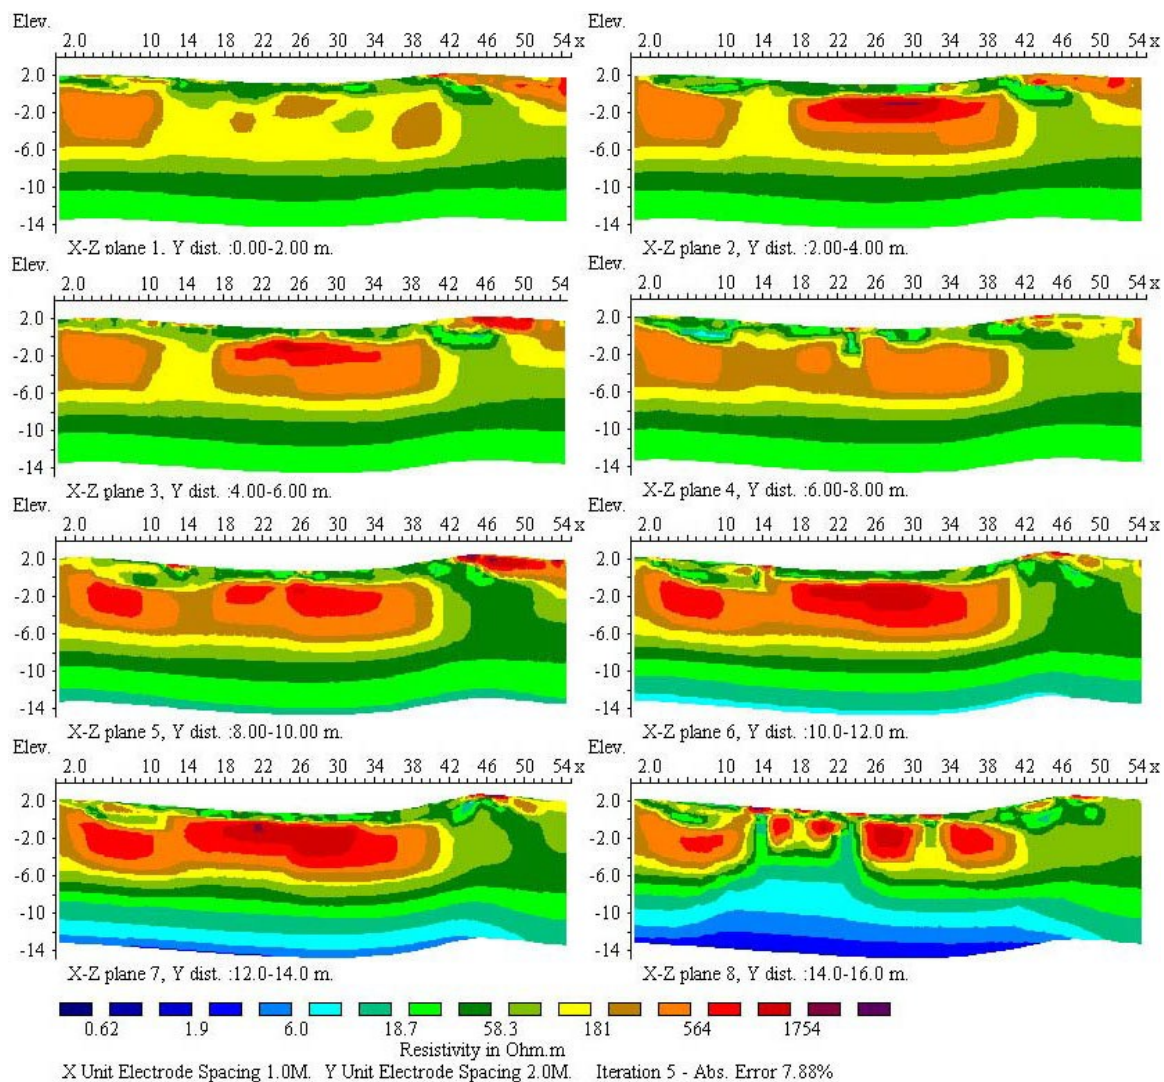 Elev.
2.0 10 14 18 22 26 30 34 38 42 46 50 54 x
2.0
-2.0
-6.0
-10
-14
X-Z plane 1. Y dist. :0.00-2.00 m.
Elev.
2.0 10 14 18 22 26 30 34 38 42 46 50 54 x
2.0
-2.0
-6.0
-10
-14
X-Z plane 2, Y dist. :2.00-4.00 m.
Elev.
2.0 10 14 18 22 26 30 34 38 42 46 50 54 x
2.0
-2.0
-6.0
-10
-14
X-Z plane 3, Y dist. :4.00-6.00 m.
Elev.
2.0 10 14 18 22 26 30 34 38 42 46 50 54 x
2.0
-2.0
-6.0
-10
-14
X-Z plane 4, Y dist. :6.00-8.00 m.
Elev.
2.0 10 14 18 22 26 30 34 38 42 46 50 54 x
2.0
-2.0
-6.0
-10
-14
X-Z plane 5, Y dist. :8.00-10.00 m.
Elev.
2.0 10 14 18 22 26 30 34 38 42 46 50 54 x
2.0
-2.0
-6.0
-10
-14
X-Z plane 6, Y dist. :10.0-12.0 m.
Elev.
2.0 10 14 18 22 26 30 34 38 42 46 50 54 x
2.0
-2.0
-6.0
-10
-14
X-Z plane 7, Y dist. :12.0-14.0 m.
Elev.
2.0 10 14 18 22 26 30 34 38 42 46 50 54 x
2.0
-2.0
-6.0
-10
-14
X-Z plane 8, Y dist. :14.0-16.0 m.
0.62 1.9 6.0 18.7 58.3 181 564 1754
Resistivity in Ohm.m
X Unit Electrode Spacing 1.0M. Y Unit Electrode Spacing 2.0M. Iteration 5 - Abs. Error 7.88%